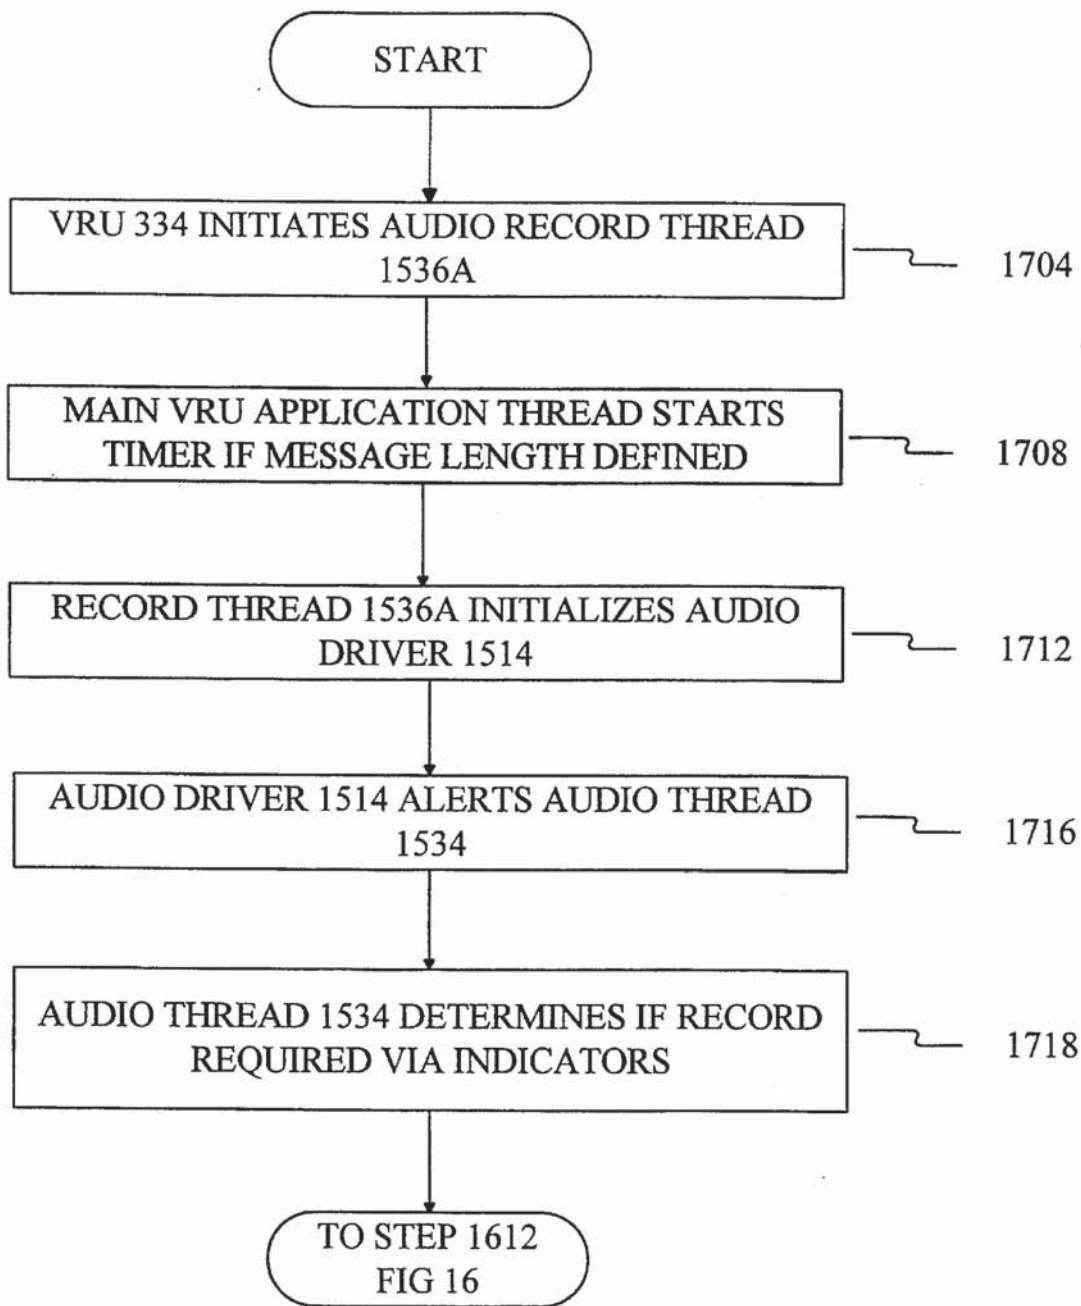 START
VRU 334 INITIATES AUDIO RECORD THREAD
1536A
1704
MAIN VRU APPLICATION THREAD STARTS
TIMER IF MESSAGE LENGTH DEFINED
1708
RECORD THREAD 1536A INITIALIZES AUDIO
DRIVER 1514
1712
AUDIO DRIVER 1514 ALERTS AUDIO THREAD
1534
1716
AUDIO THREAD 1534 DETERMINES IF RECORD
REQUIRED VIA INDICATORS
1718
TO STEP 1612
FIG 16